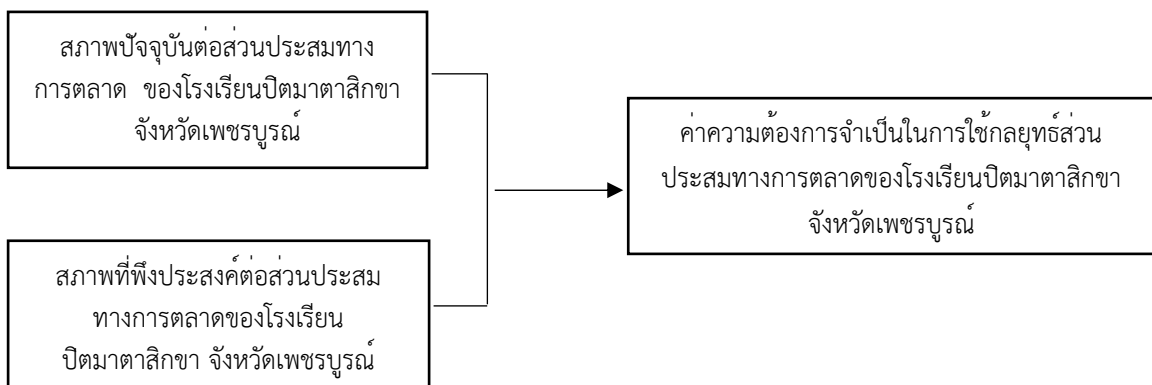 สภาพปัจจุบันต่อส่วนประสมทาง
การตลาด ของโรงเรียนปิตมาตาสิกขา
จังหวัดเพชรบูรณ์
สภาพที่พึงประสงค์ต่อส่วนประสม
ทางการตลาดของโรงเรียน
ปิตมาตาสิกขา จังหวัดเพชรบูรณ์
ค่าความต้องการจำเป็นในการใช้กลยุทธ์ส่วน
ประสมทางการตลาดของโรงเรียนปิตมาตาสิกขา
จังหวัดเพชรบูรณ์